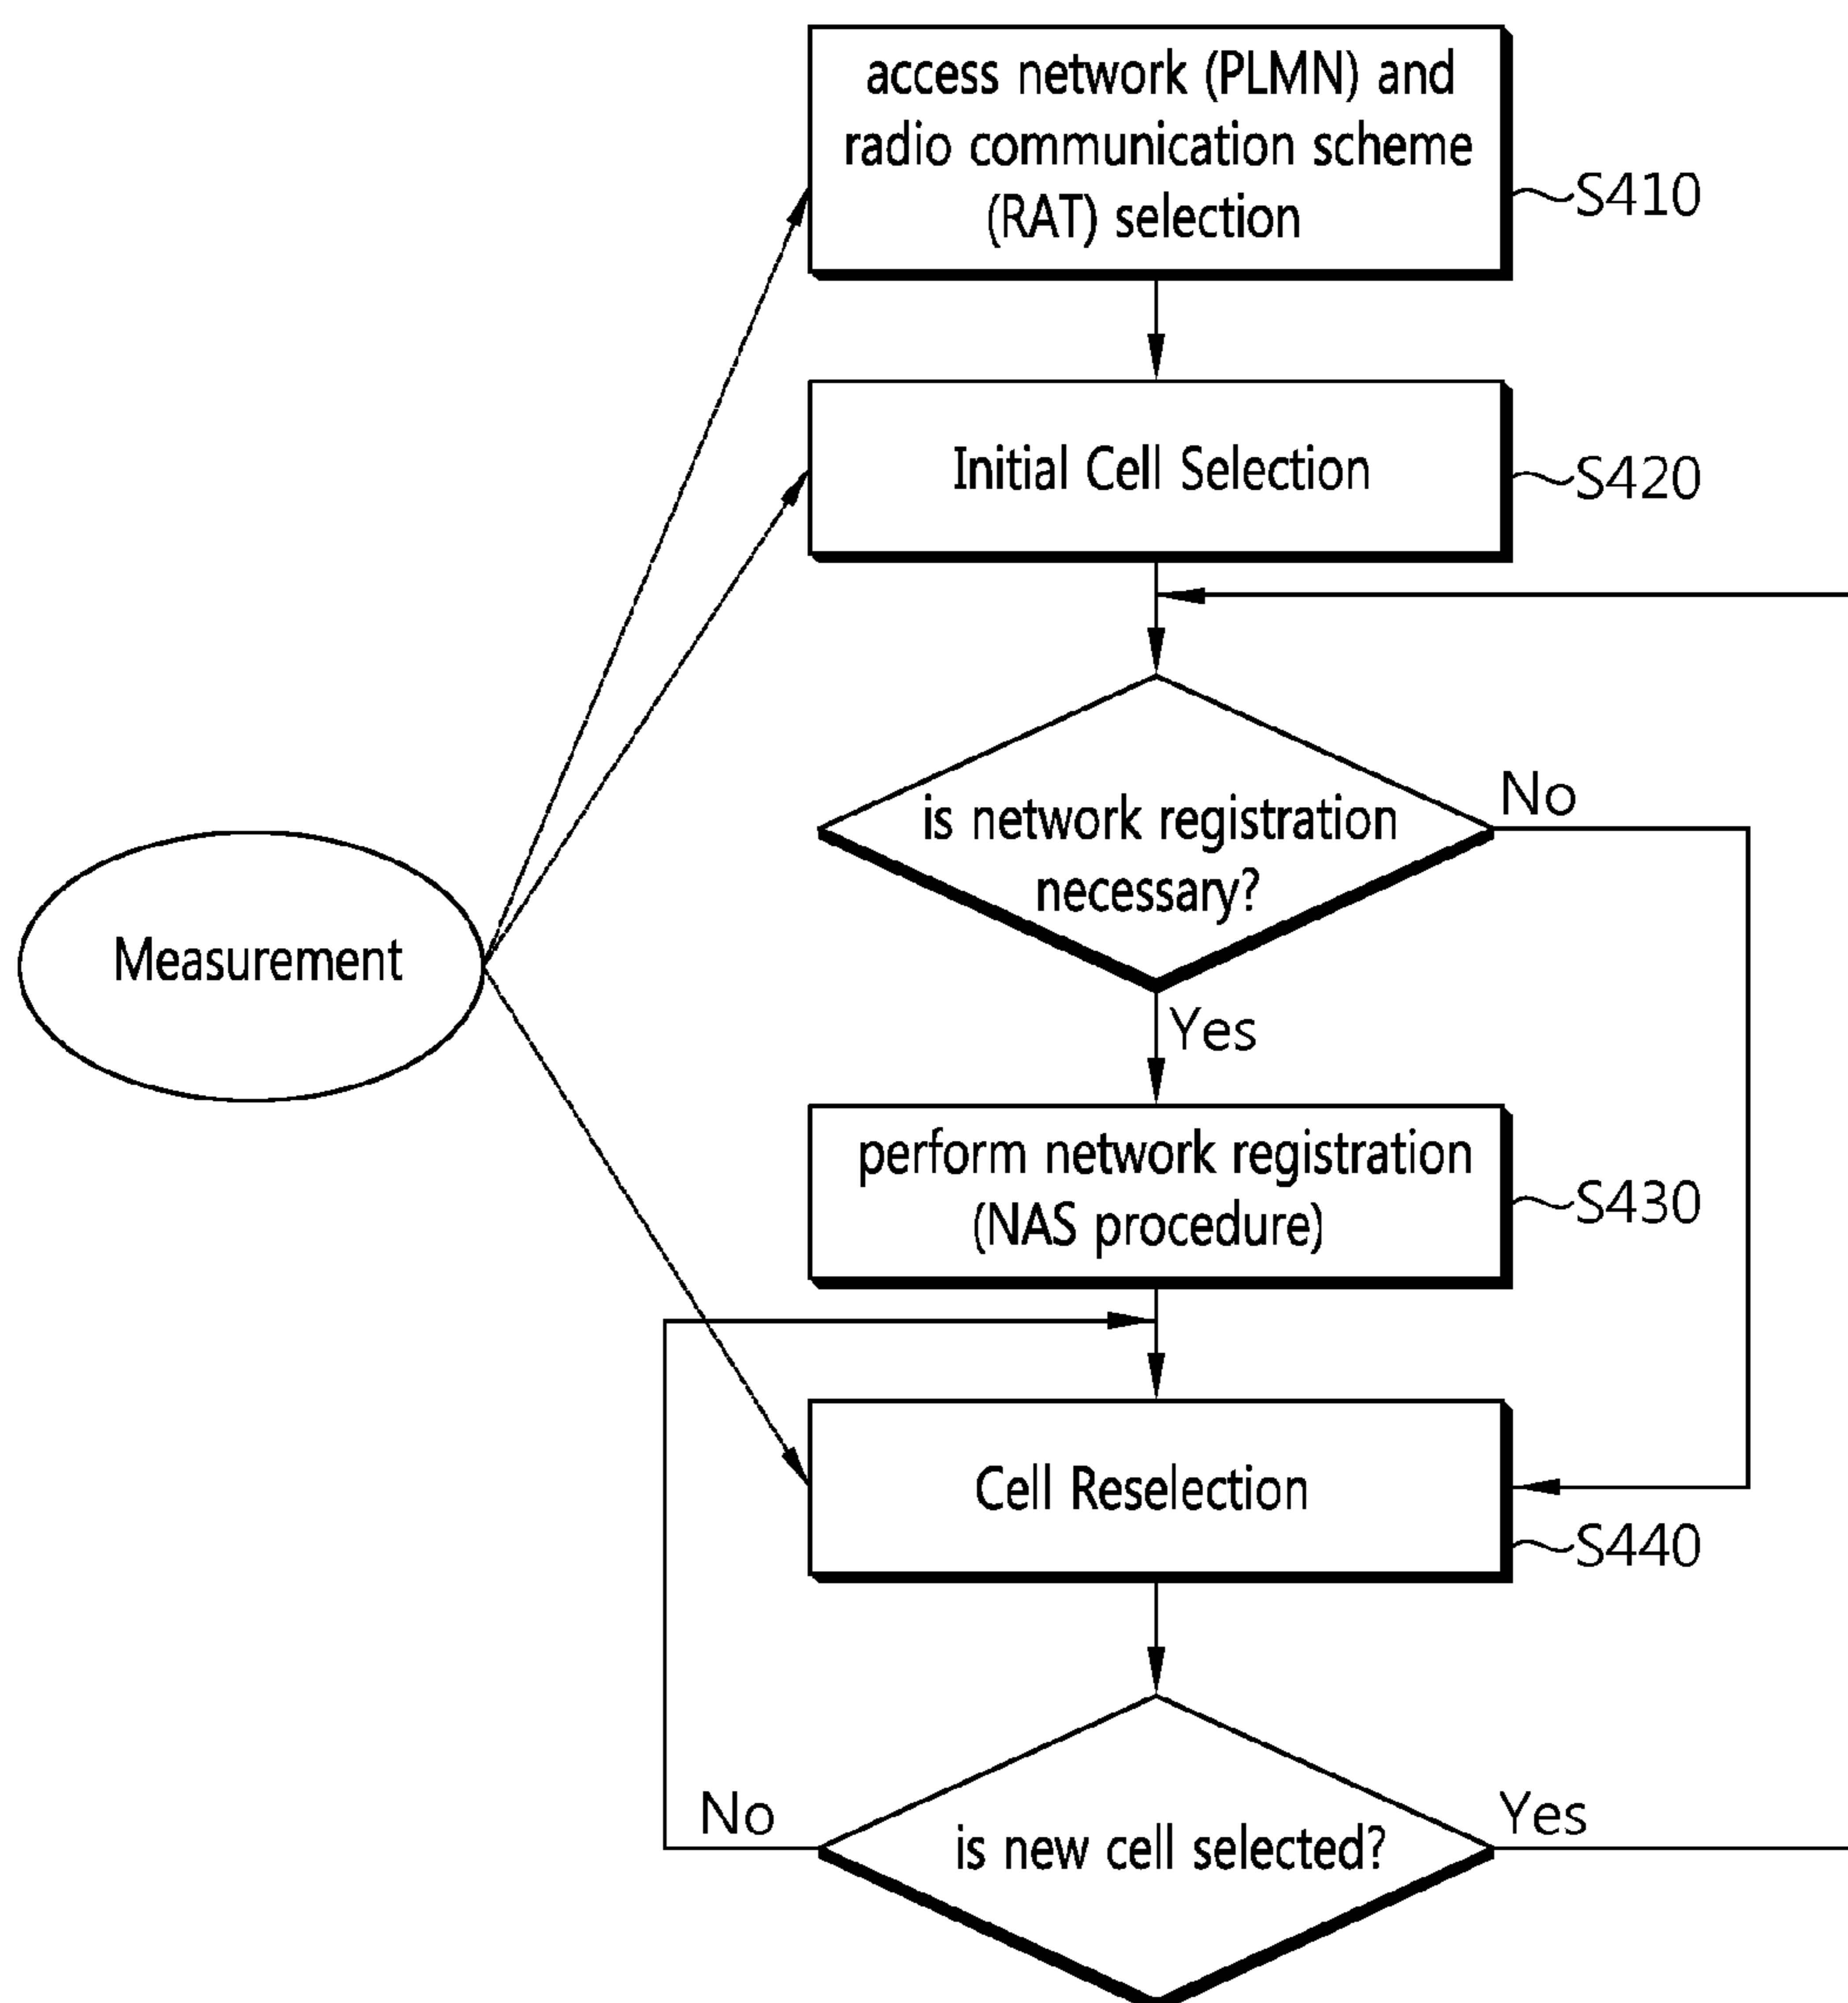 access network (PLMN) and
radio communication scheme
(RAT) selection
S410
Initial Cell Selection
S420
is network registration
necessary?
No
Yes
Measurement
perform network registration
(NAS procedure)
S430
Cell Reselection
S440
is new cell selected?
No
Yes